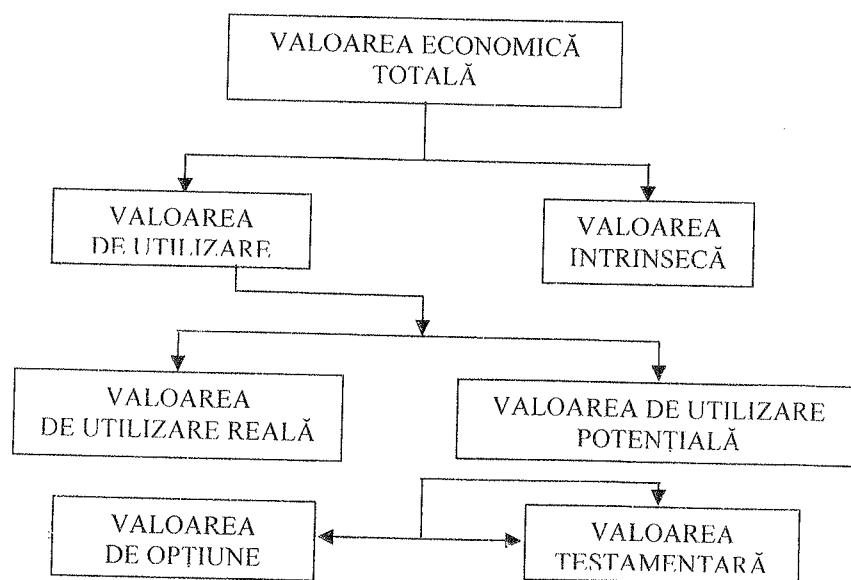 VALOAREA ECONOMICĂ
TOTALĂ
VALOAREA
DE UTILIZARE
VALOAREA
INTRINSECĂ
VALOAREA
DE UTILIZARE REALĂ
VALOAREA DE UTILIZARE
POTENȚIALĂ
VALOAREA
DE OPȚIUNE
VALOAREA
TESTAMENTARĂ